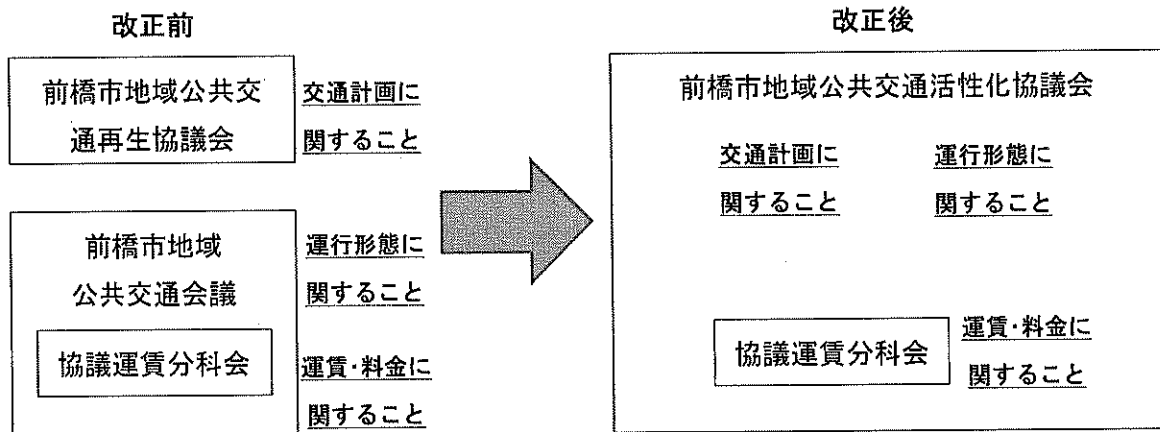 改正前
前橋市地域公共交
通再生協議会
交通計画に
関すること
前橋市地域
公共交通会議
運行形態に
関すること
協議運賃分科会
運賃・料金に
関すること
改正後
前橋市地域公共交通活性化協議会
交通計画に
関すること
運行形態に
関すること
協議運賃分科会
運賃・料金に
関すること